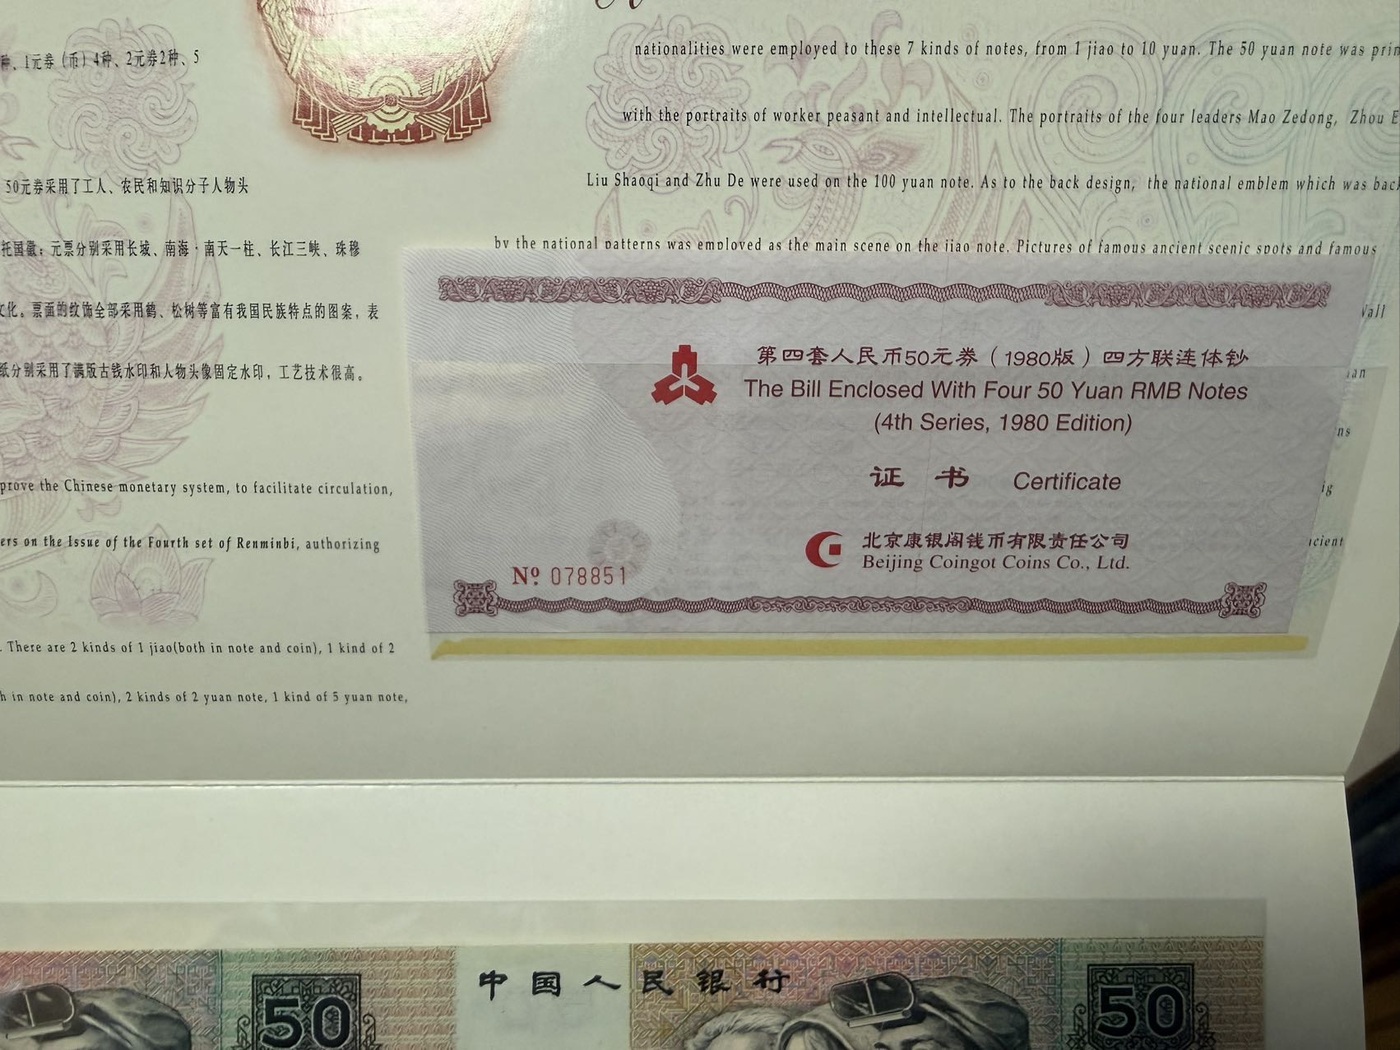 种、1元券（币）4种、2元券2种、5
50元券采用了工人、农民和知识分子人物头
托国徽；元票分别采用长城、南海·南天一柱、长江三峡、珠穆
文化。票面的纹饰全部采用鹤、松树等富有我国民族特点的图案，表
纸分别采用了满版古钱水印和人物头像固定水印，工艺技术很高。
prove the Chinese monetary system, to facilitate circulation,
ers on the Issue of the Fourth set of Renminbi, authorizing
. There are 2 kinds of 1 jiao(both in note and coin), 1 kind of 2
h in note and coin), 2 kinds of 2 yuan note, 1 kind of 5 yuan note,
nationalities were employed to these 7 kinds of notes, from 1 jiao to 10 yuan. The 50 yuan note was prin
with the portraits of worker peasant and intellectual. The portraits of the four leaders Mao Zedong, Zhou E
Liu Shaoqi and Zhu De were used on the 100 yuan note. As to the back design, the national emblem which was back
by the national patterns was employed as the main scene on the jiao note. Pictures of famous ancient scenic spots and famous
Wall
an
ns
ig
ncient
第四套人民币50元券（1980版）四方联连体钞
The Bill Enclosed With Four 50 Yuan RMB Notes
(4th Series, 1980 Edition)
证 书 Certificate
北京康银阁钱币有限责任公司
Beijing Coingot Coins Co., Ltd.
Nº 078851
中国人民银行
50
50